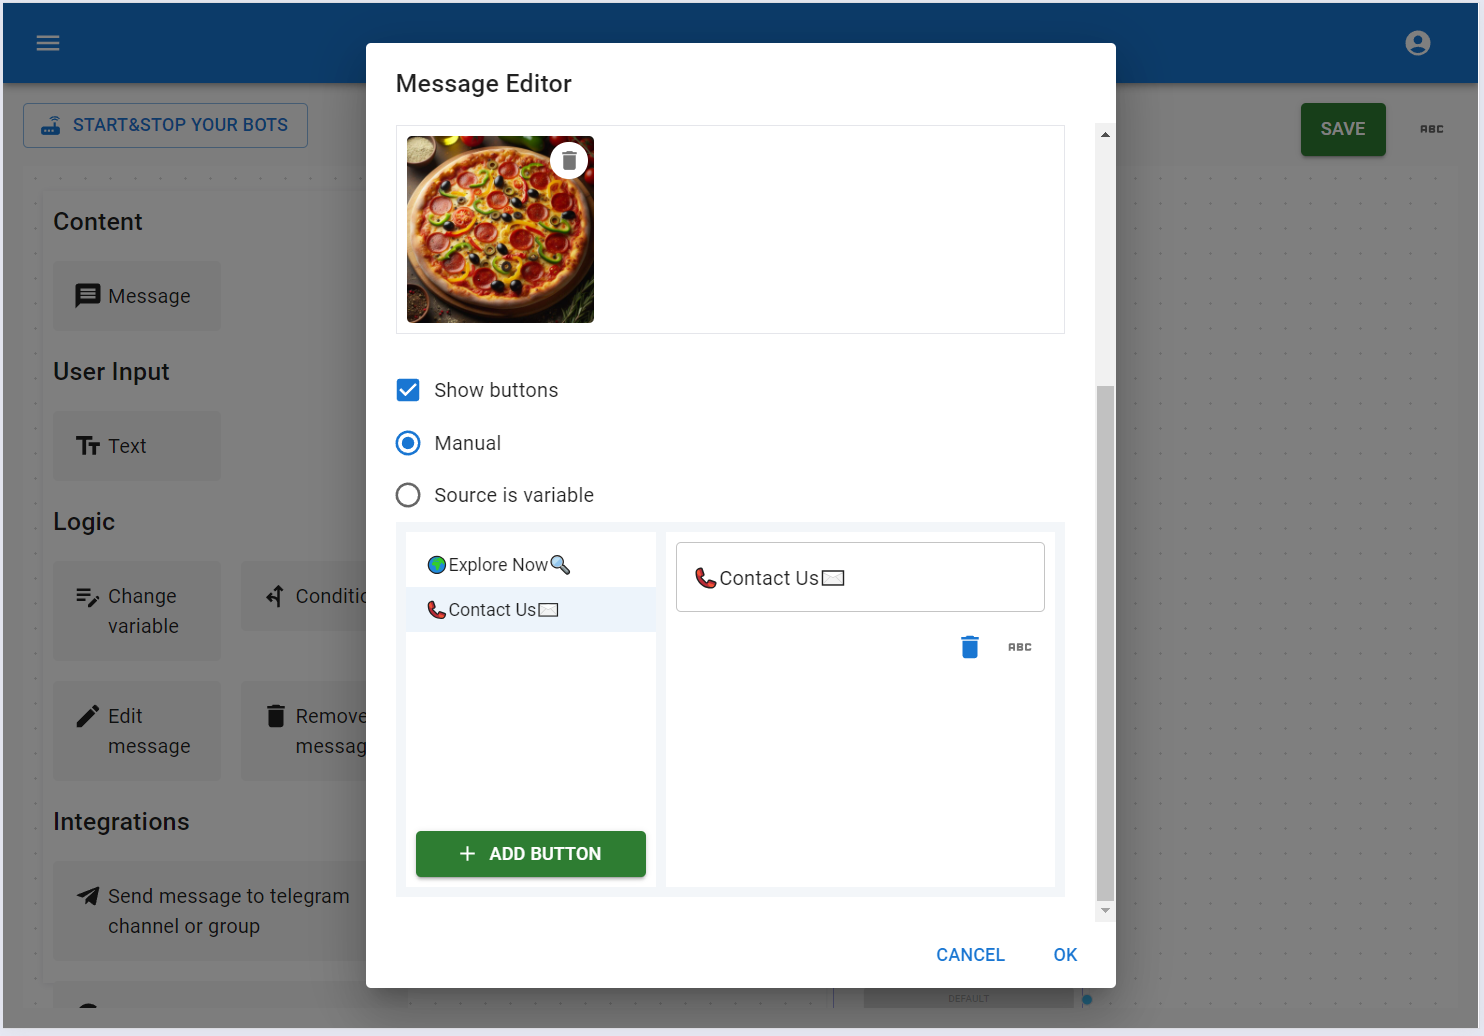 START&STOP YOUR BOTS
SAVE
ABC
Content
Message
User Input
Text
Logic
Change
variable
Conditio
Edit
message
Remove
messag
Integrations
Send message to telegram
channel or group
Message Editor
Show buttons
Manual
Source is variable
🌍Explore Now🔍
📞Contact Us✉️
+ ADD BUTTON
📞Contact Us✉️
ABC
CANCEL
OK
DEFAULT